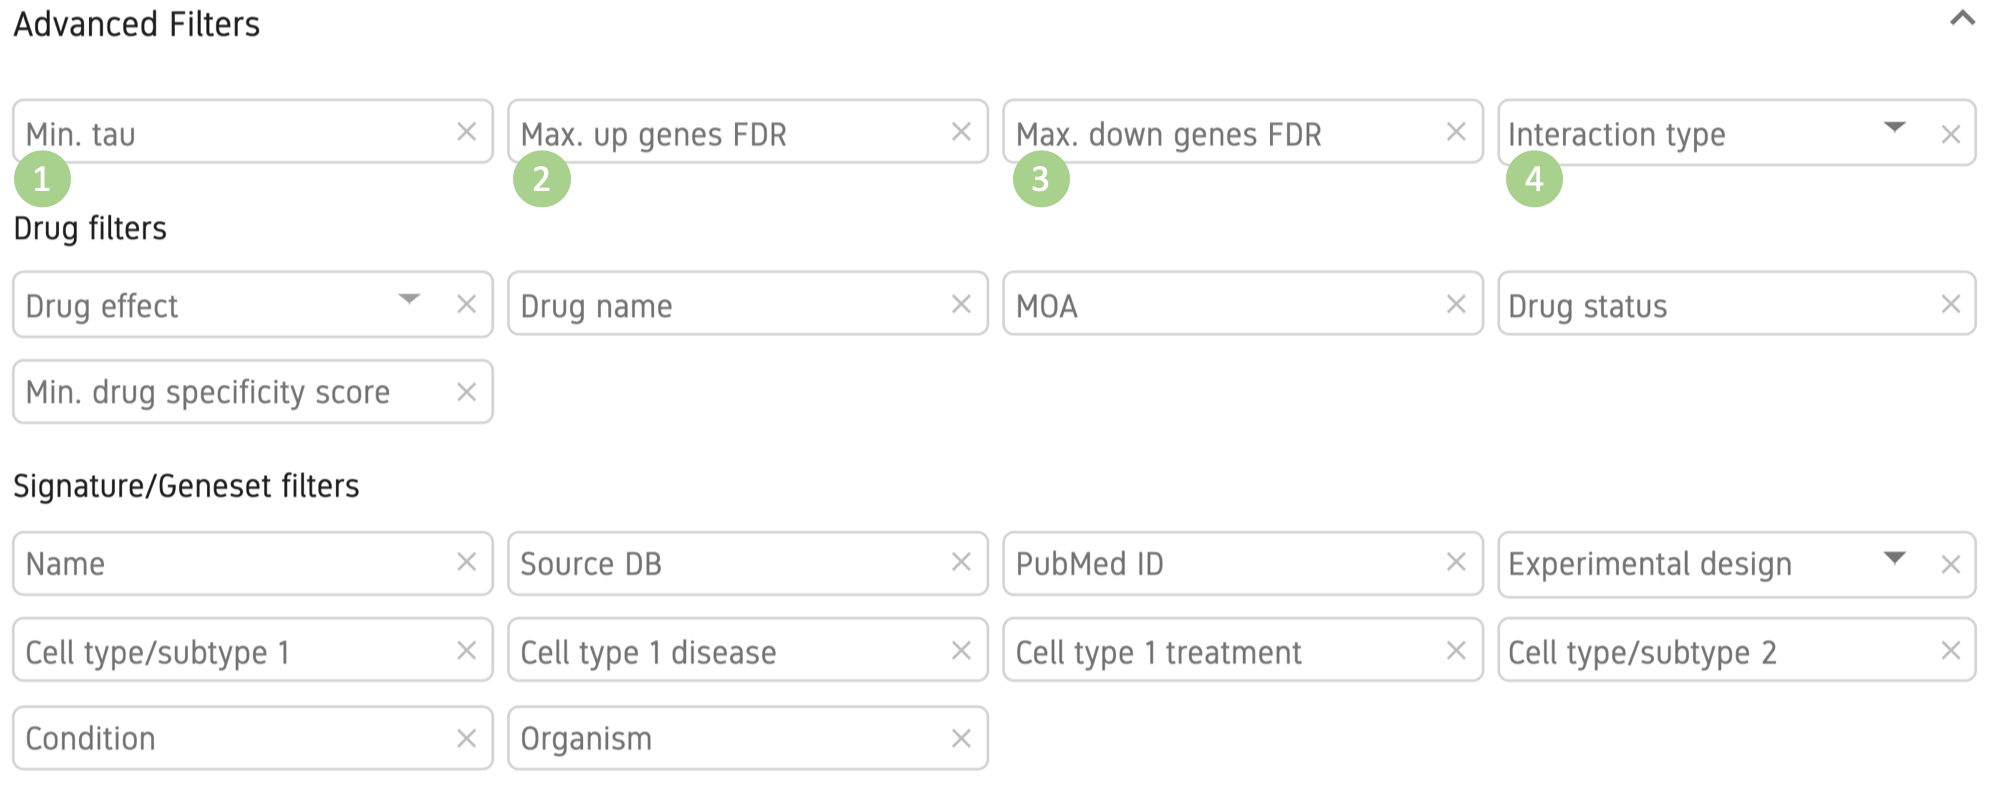 Advanced Filters
Min. tau
Max. up genes FDR
Max. down genes FDR
Interaction type
1
2
3
4
Drug filters
Drug effect
Drug name
MOA
Drug status
Min. drug specificity score
Signature/Geneset filters
Name
Source DB
PubMed ID
Experimental design
Cell type/subtype 1
Cell type 1 disease
Cell type 1 treatment
Cell type/subtype 2
Condition
Organism